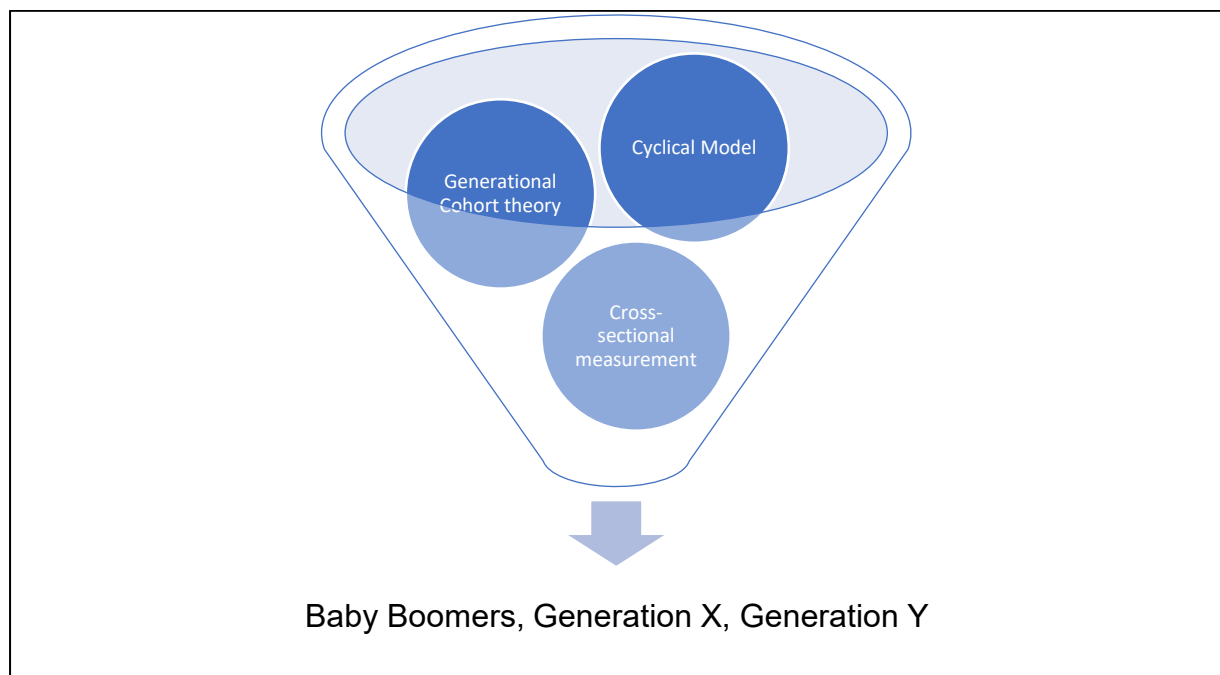 Cyclical Model
Generational
Cohort theory
Cross-
sectional
measurement
Baby Boomers, Generation X, Generation Y